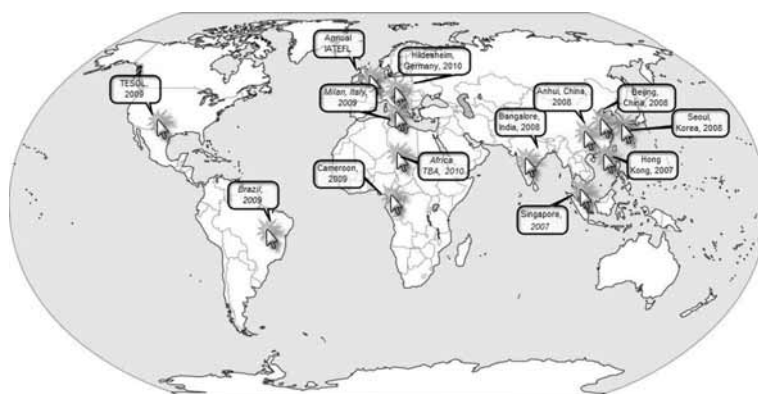 Annual
IATEFL
Hildesheim,
Germany, 2010
TESOL,
2009
Milan, Italy,
2009
Anhui, China,
2008
Beijing,
China, 2008
Bangalore,
India, 2008
Seoul,
Korea, 2008
Cameroon,
2009
Africa,
TBA, 2010
Hong
Kong, 2007
Brazil,
2009
Singapore,
2007